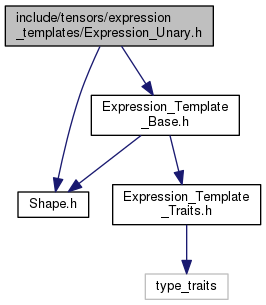 include/tensors/expression
_templates/Expression_Unary.h
Expression_Template
_Base.h
Shape.h
Expression_Template
_Traits.h
type_traits